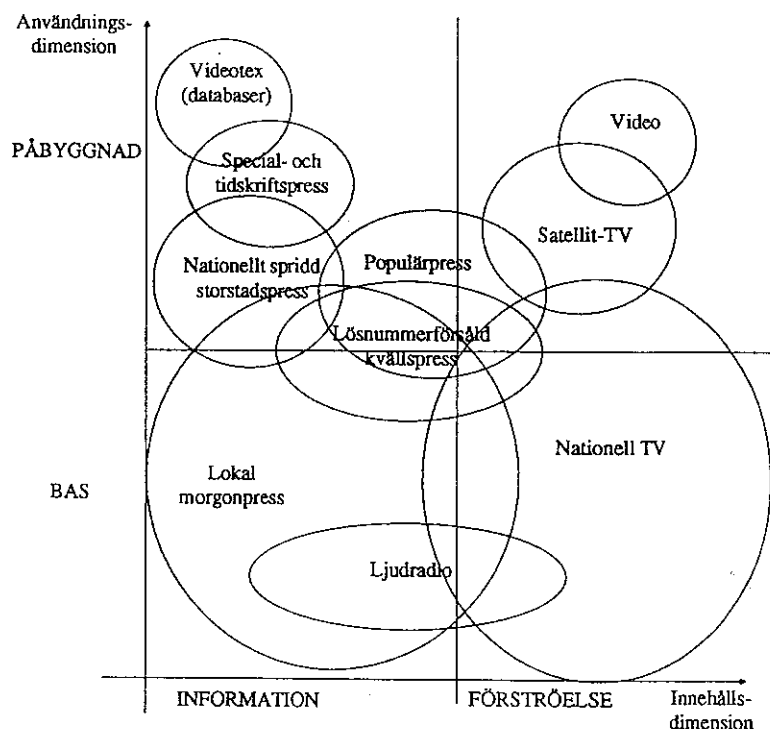 Användnings-
dimension
Videotex
(databaser)
Video
PÅBYGGNAD
Special- och
tidskriftspress
Satellit-TV
Nationellt spridd
storstadspress
Populärpress
Lösnummerförsåld
kvällspress
Nationell TV
Lokal
morgonpress
BAS
Ljudradio
INFORMATION
FÖRSTRÖELSE
Innehålls-
dimension